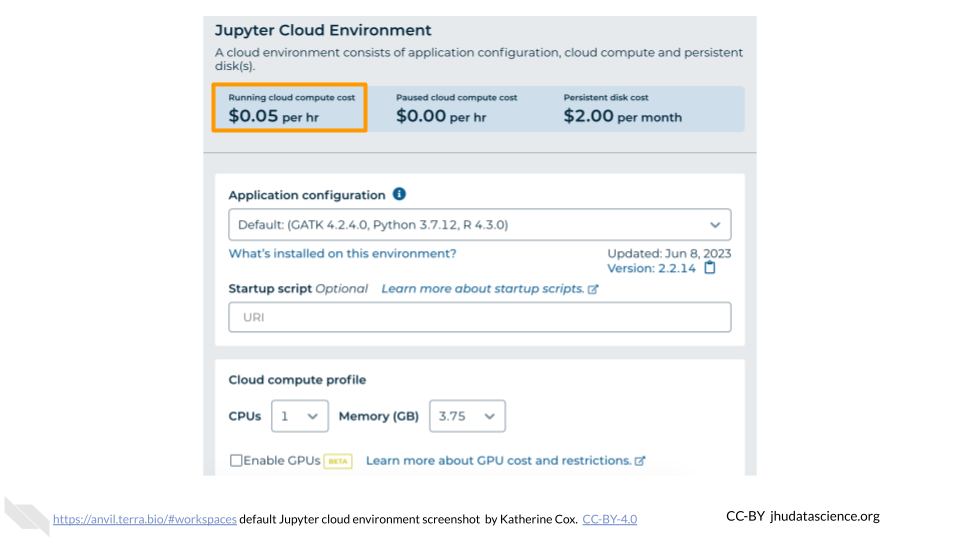 Jupyter Cloud Environment
A cloud environment consists of application configuration, cloud compute and persistent
disk(s).
Running cloud compute cost Paused cloud compute cost Persistent disk cost
$0.05 per hr $0.00 per hr $2.00 per month
Application configuration
Default: (GATK 4.2.4.0, Python 3.7.12, R 4.3.0)
What's installed on this environment? Updated: Jun 8, 2023
Version: 2.2.14
Startup script Optional Learn more about startup scripts.
URI
Cloud compute profile
CPUs 1 Memory (GB) 3.75
Enable GPUs BETA Learn more about GPU cost and restrictions.
https://anvil.terra.bio/#workspaces default Jupyter cloud environment screenshot by Katherine Cox. CC-BY-4.0
CC-BY jhudatascience.org